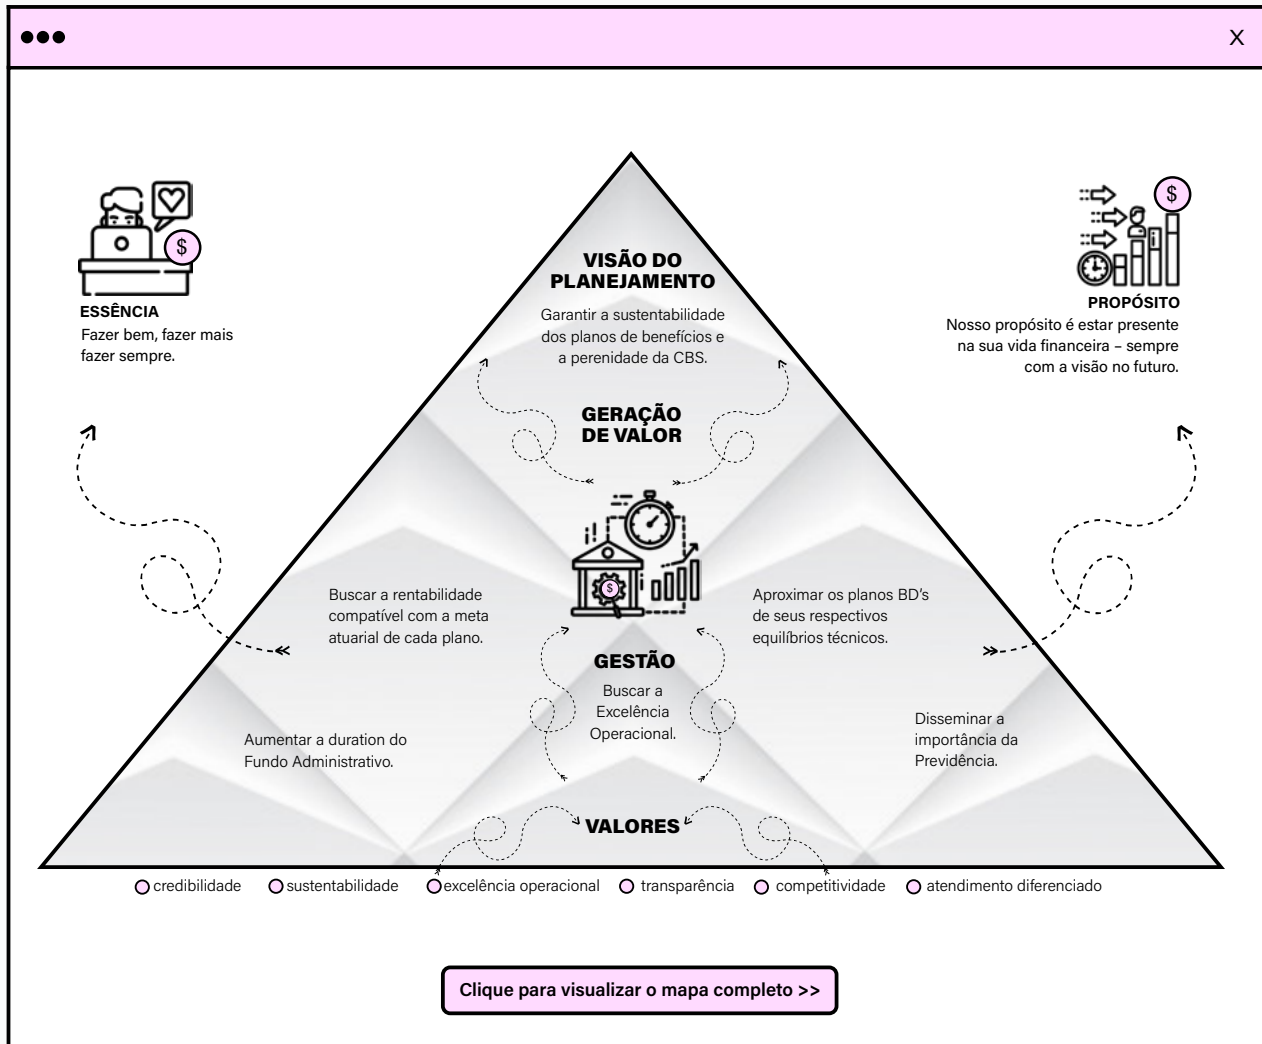 X
VISÃO DO
PLANEJAMENTO
Garantir a sustentabilidade
dos planos de benefícios e
a perenidade da CBS.
$
ESSÊNCIA
Fazer bem, fazer mais
fazer sempre.
$
PROPÓSITO
Nosso propósito é estar presente
na sua vida financeira – sempre
com a visão no futuro.
GERAÇÃO
DE VALOR
$
Buscar a rentabilidade
compatível com a meta
atuarial de cada plano.
Aproximar os planos BD's
de seus respectivos
equilíbrios técnicos.
GESTÃO
Buscar a
Excelência
Operacional.
Aumentar a duration do
Fundo Administrativo.
Disseminar a
importância da
Previdência.
VALORES
credibilidade sustentabilidade excelência operacional transparência competitividade atendimento diferenciado
Clique para visualizar o mapa completo >>